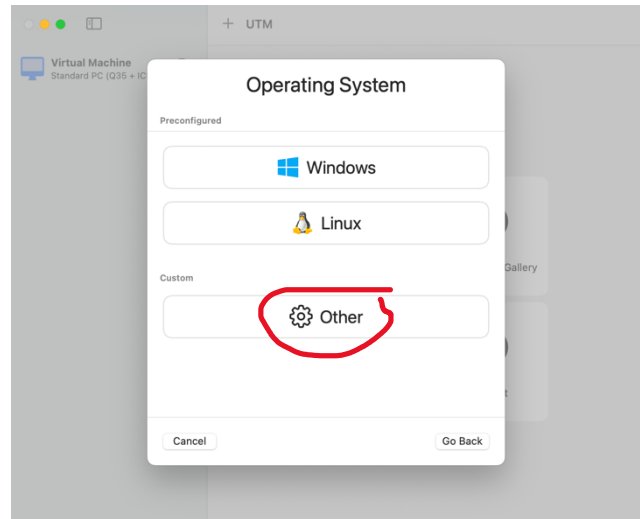 UTM
Virtual Machine
Standard PC (Q35 + IC
Operating System
Preconfigured
Windows
Linux
Gallery
Custom
Other
Cancel
Go Back